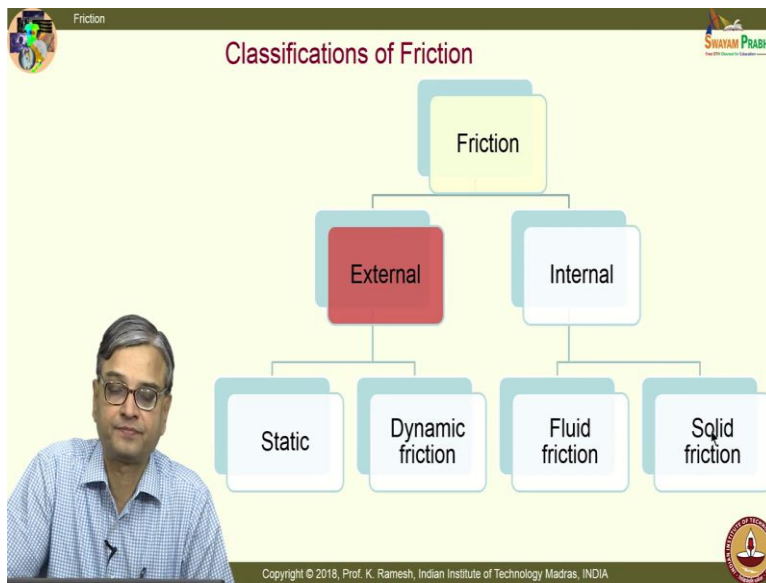 Friction
SWAYAM PRABH
Classifications of Friction
Friction
External
Internal
Static
Dynamic
friction
Fluid
friction
Solid
friction
Copyright © 2018, Prof. K. Ramesh, Indian Institute of Technology Madras, INDIA